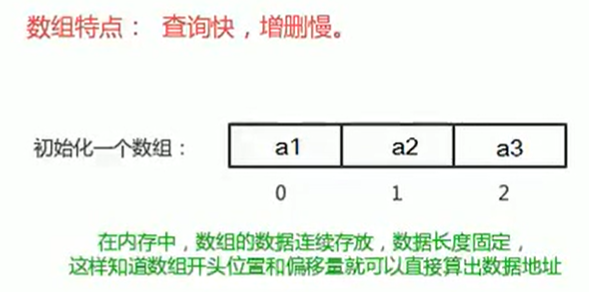 数组特点： 查询快，增删慢。
初始化一个数组： a1 a2 a3
0 1 2
在内存中，数组的数据连续存放，数据长度固定，
这样知道数组开头位置和偏移量就可以直接算出数据地址